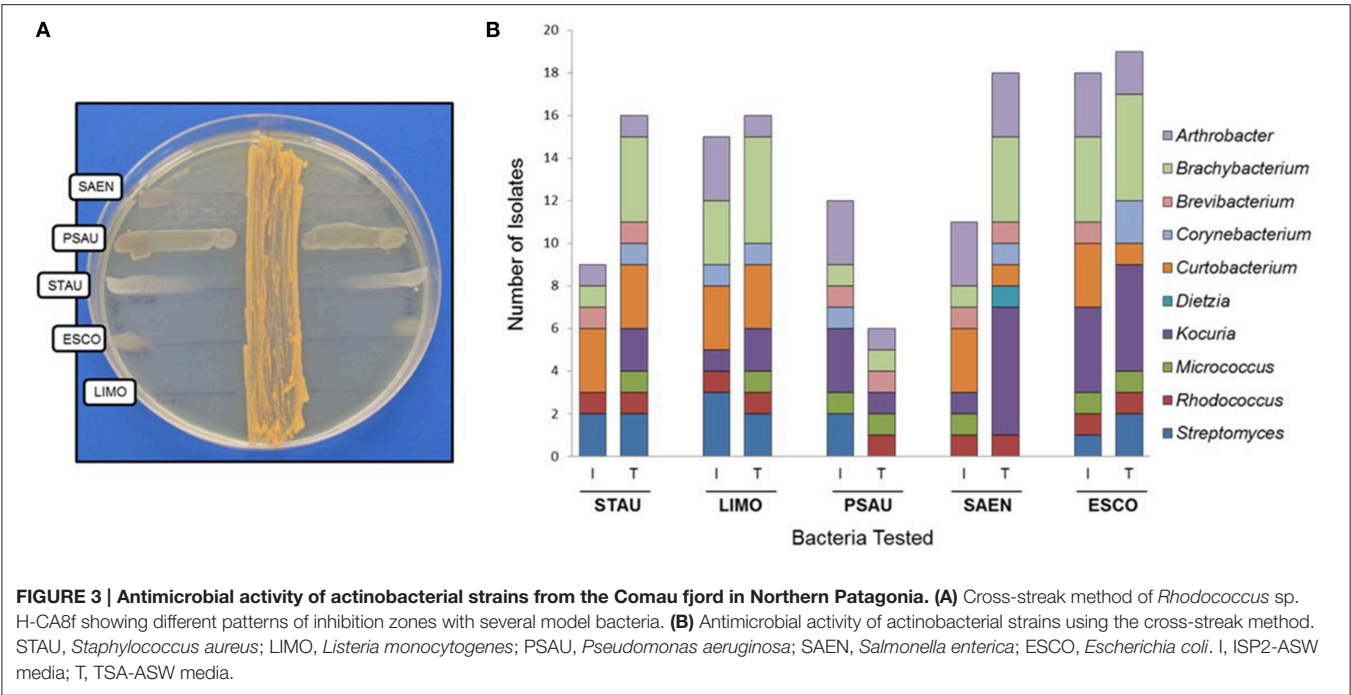 A
SAEN
PSAU
STAU
ESCO
LIMO
B
20
18
16
14
12
10
8
6
4
2
0
Number of Isolates
I T I T I T I T I T
STAU LIMO PSAU SAEN ESCO
Bacteria Tested
Arthrobacter
Brachybacterium
Brevibacterium
Corynebacterium
Curtobacterium
Dietzia
Kocuria
Micrococcus
Rhodococcus
Streptomyces
FIGURE 3 | Antimicrobial activity of actinobacterial strains from the Comau fjord in Northern Patagonia. (A) Cross-streak method of Rhodococcus sp.
H-CA8f showing different patterns of inhibition zones with several model bacteria. (B) Antimicrobial activity of actinobacterial strains using the cross-streak method.
STAU, Staphylococcus aureus; LIMO, Listeria monocytogenes; PSAU, Pseudomonas aeruginosa; SAEN, Salmonella enterica; ESCO, Escherichia coli. I, ISP2-ASW
media; T, TSA-ASW media.